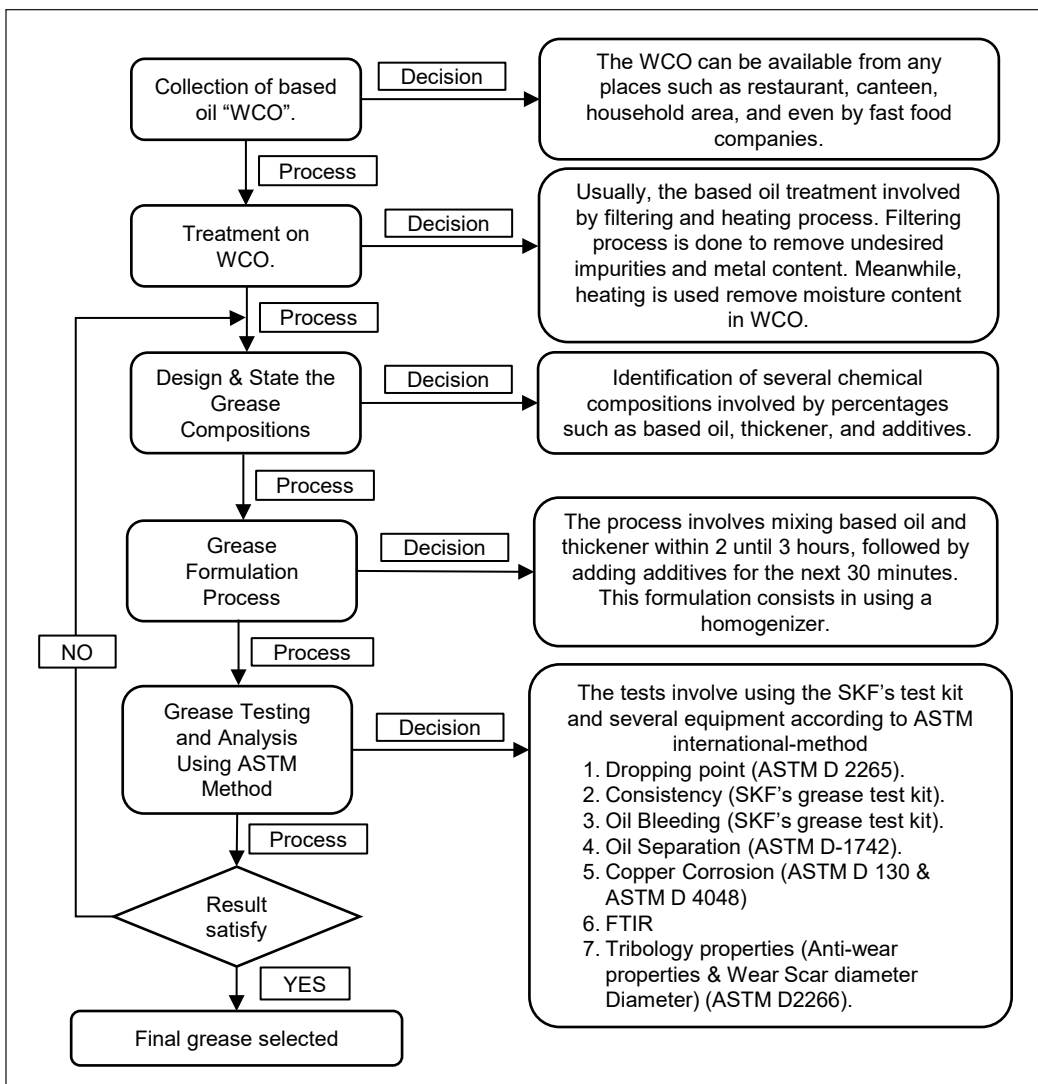 Collection of based
oil “WCO”.
Decision
The WCO can be available from any
places such as restaurant, canteen,
household area, and even by fast food
companies.
Process
Treatment on
WCO.
Decision
Usually, the based oil treatment involved
by filtering and heating process. Filtering
process is done to remove undesired
impurities and metal content. Meanwhile,
heating is used remove moisture content
in WCO.
Process
Design & State the
Grease
Compositions
Decision
Identification of several chemical
compositions involved by percentages
such as based oil, thickener, and additives.
Process
Grease
Formulation
Process
Decision
The process involves mixing based oil and
thickener within 2 until 3 hours, followed by
adding additives for the next 30 minutes.
This formulation consists in using a
homogenizer.
NO
Process
Grease Testing
and Analysis
Using ASTM
Method
Decision
The tests involve using the SKF’s test kit
and several equipment according to ASTM
international-method
1. Dropping point (ASTM D 2265).
2. Consistency (SKF’s grease test kit).
3. Oil Bleeding (SKF’s grease test kit).
4. Oil Separation (ASTM D-1742).
5. Copper Corrosion (ASTM D 130 &
ASTM D 4048)
6. FTIR
7. Tribology properties (Anti-wear
properties & Wear Scar diameter
Diameter) (ASTM D2266).
Process
Result
satisfy
YES
Final grease selected